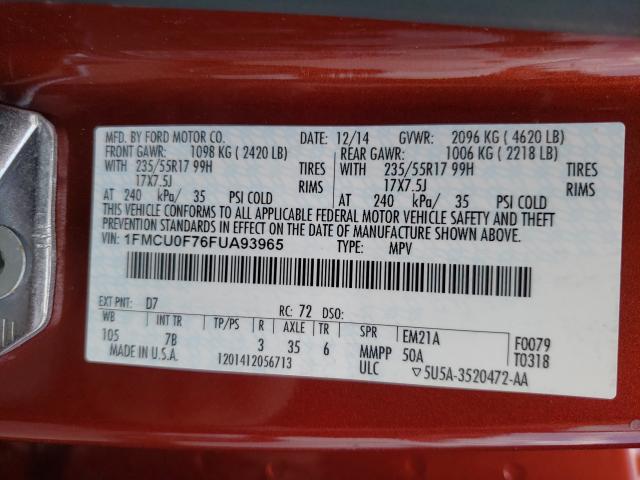 MFD. BY FORD MOTOR CO. DATE: 12/14 GVWR: 2096 KG ( 4620 LB)
FRONT GAWR: 1098 KG ( 2420 LB) REAR GAWR: 1006 KG ( 2218 LB)
WITH 235/55R17 99H TIRES WITH 235/55R17 99H TIRES
17X7.5J RIMS 17X7.5J RIMS
AT 240 kPa/ 35 PSI COLD AT 240 kPa/ 35 PSI COLD
THIS VEHICLE CONFORMS TO ALL APPLICABLE FEDERAL MOTOR VEHICLE SAFETY AND THEFT
PREVENTION STANDARDS IN EFFECT ON THE DATE OF MANUFACTURE SHOWN ABOVE.
VIN: 1FMCU0F76FUA93965 TYPE: MPV
EXT PNT: D7 RC: 72 DSO:
WB INT TR TP/PS R AXLE TR SPR EM21A F0079
105 7B 3 35 6 MMPP 50A T0318
MADE IN U.S.A. 1201412056713 ULC ▽5U5A-3520472-AA